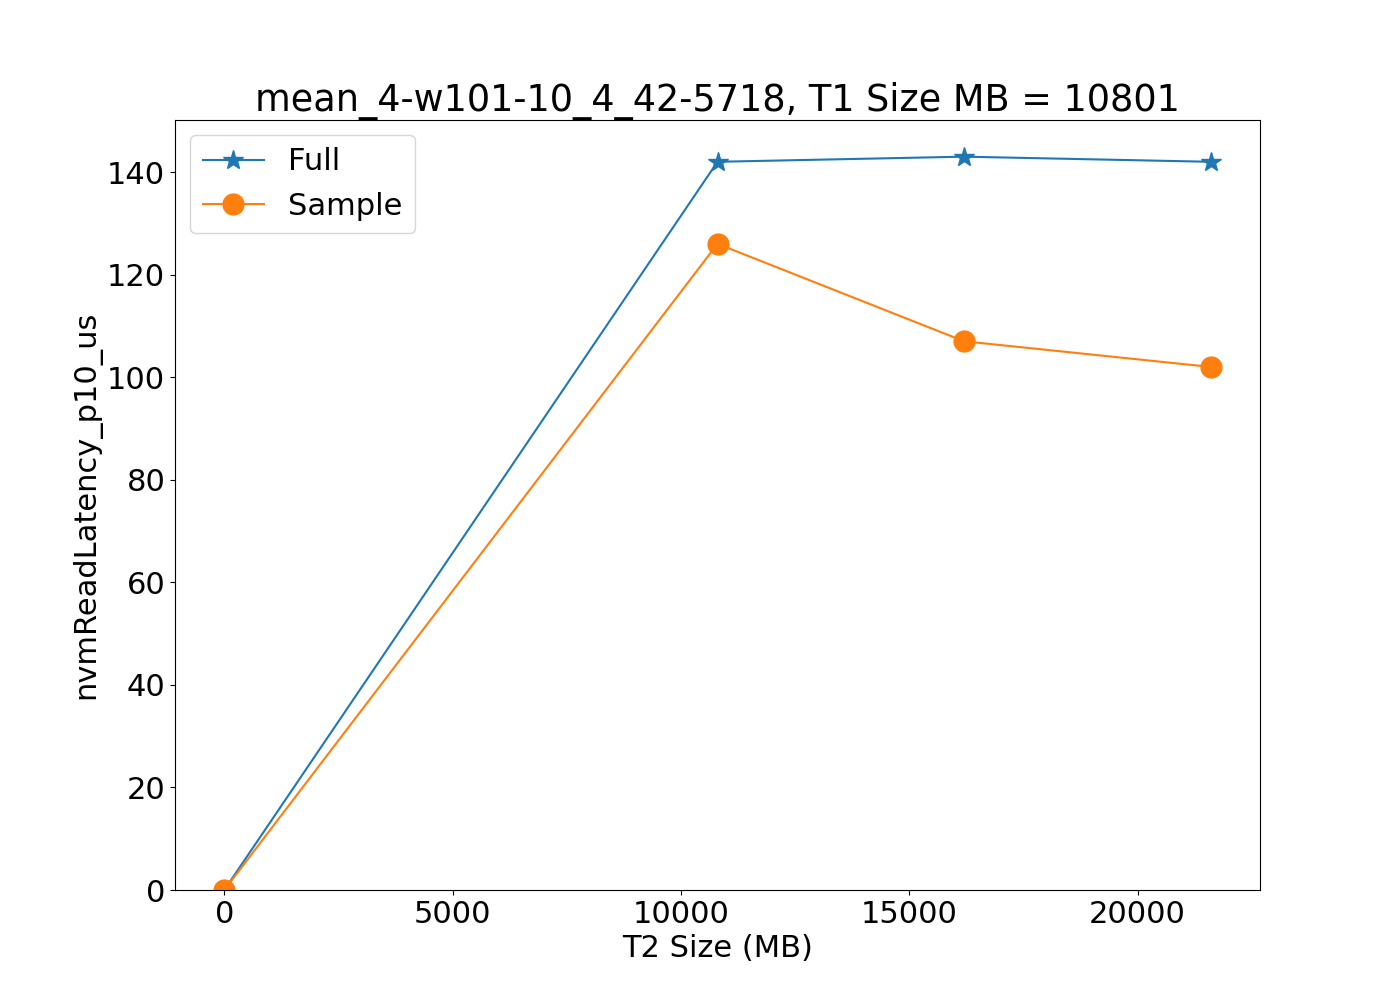 mean_4-w101-10_4_42-5718, T1 Size MB = 10801
Full
Sample
nvmReadLatency_p10_us
140
120
100
80
60
40
20
0
0
5000
10000
15000
20000
T2 Size (MB)